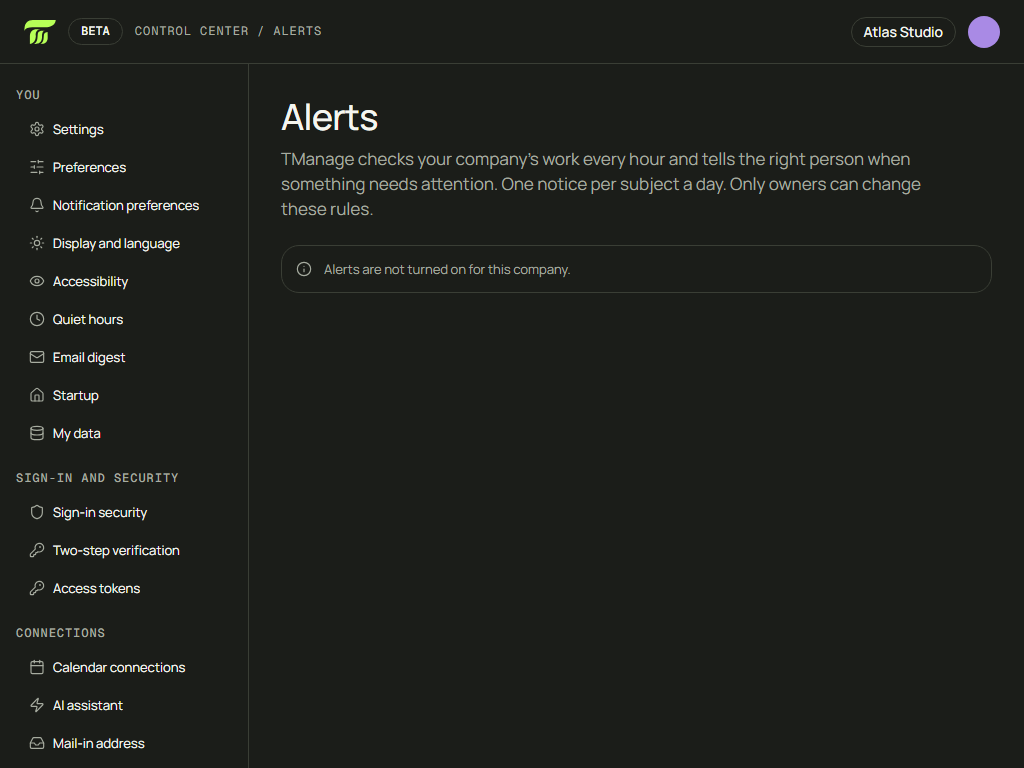 BETA
CONTROL CENTER / ALERTS
Atlas Studio
YOU
Settings
Preferences
Notification preferences
Display and language
Accessibility
Quiet hours
Email digest
Startup
My data
SIGN-IN AND SECURITY
Sign-in security
Two-step verification
Access tokens
CONNECTIONS
Calendar connections
AI assistant
Mail-in address
Alerts
TManage checks your company's work every hour and tells the right person when
something needs attention. One notice per subject a day. Only owners can change
these rules.
Alerts are not turned on for this company.